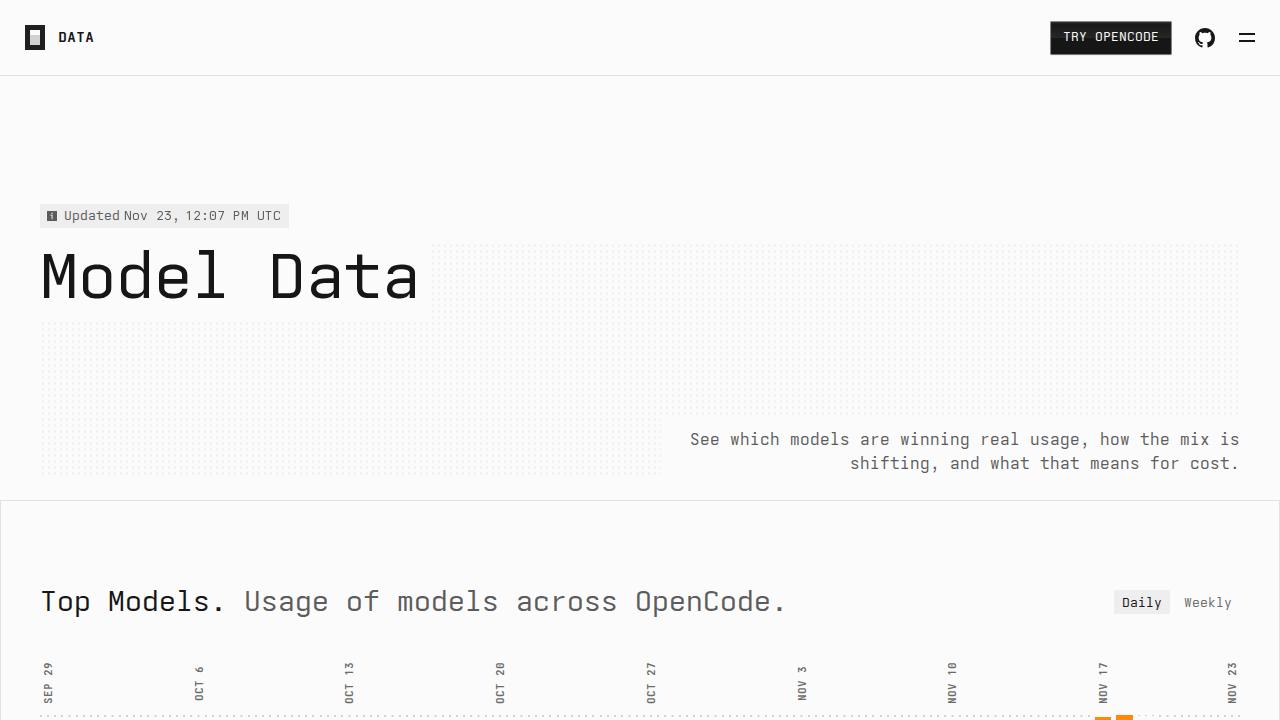 DATA
TRY OPENCODE
Updated Nov 23, 12:07 PM UTC
Model Data
See which models are winning real usage, how the mix is
shifting, and what that means for cost.
Top Models. Usage of models across OpenCode.
Daily
Weekly
SEP 29
OCT 6
OCT 13
OCT 20
OCT 27
NOV 3
NOV 10
NOV 17
NOV 23